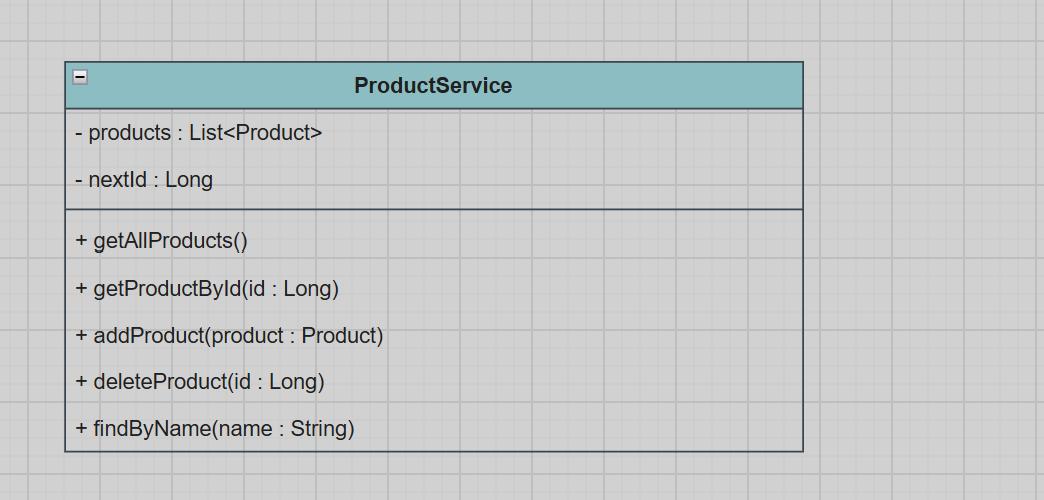 ProductService
- products : List<Product>
- nextId : Long
+ getAllProducts()
+ getProductById(id : Long)
+ addProduct(product : Product)
+ deleteProduct(id : Long)
+ findByName(name : String)